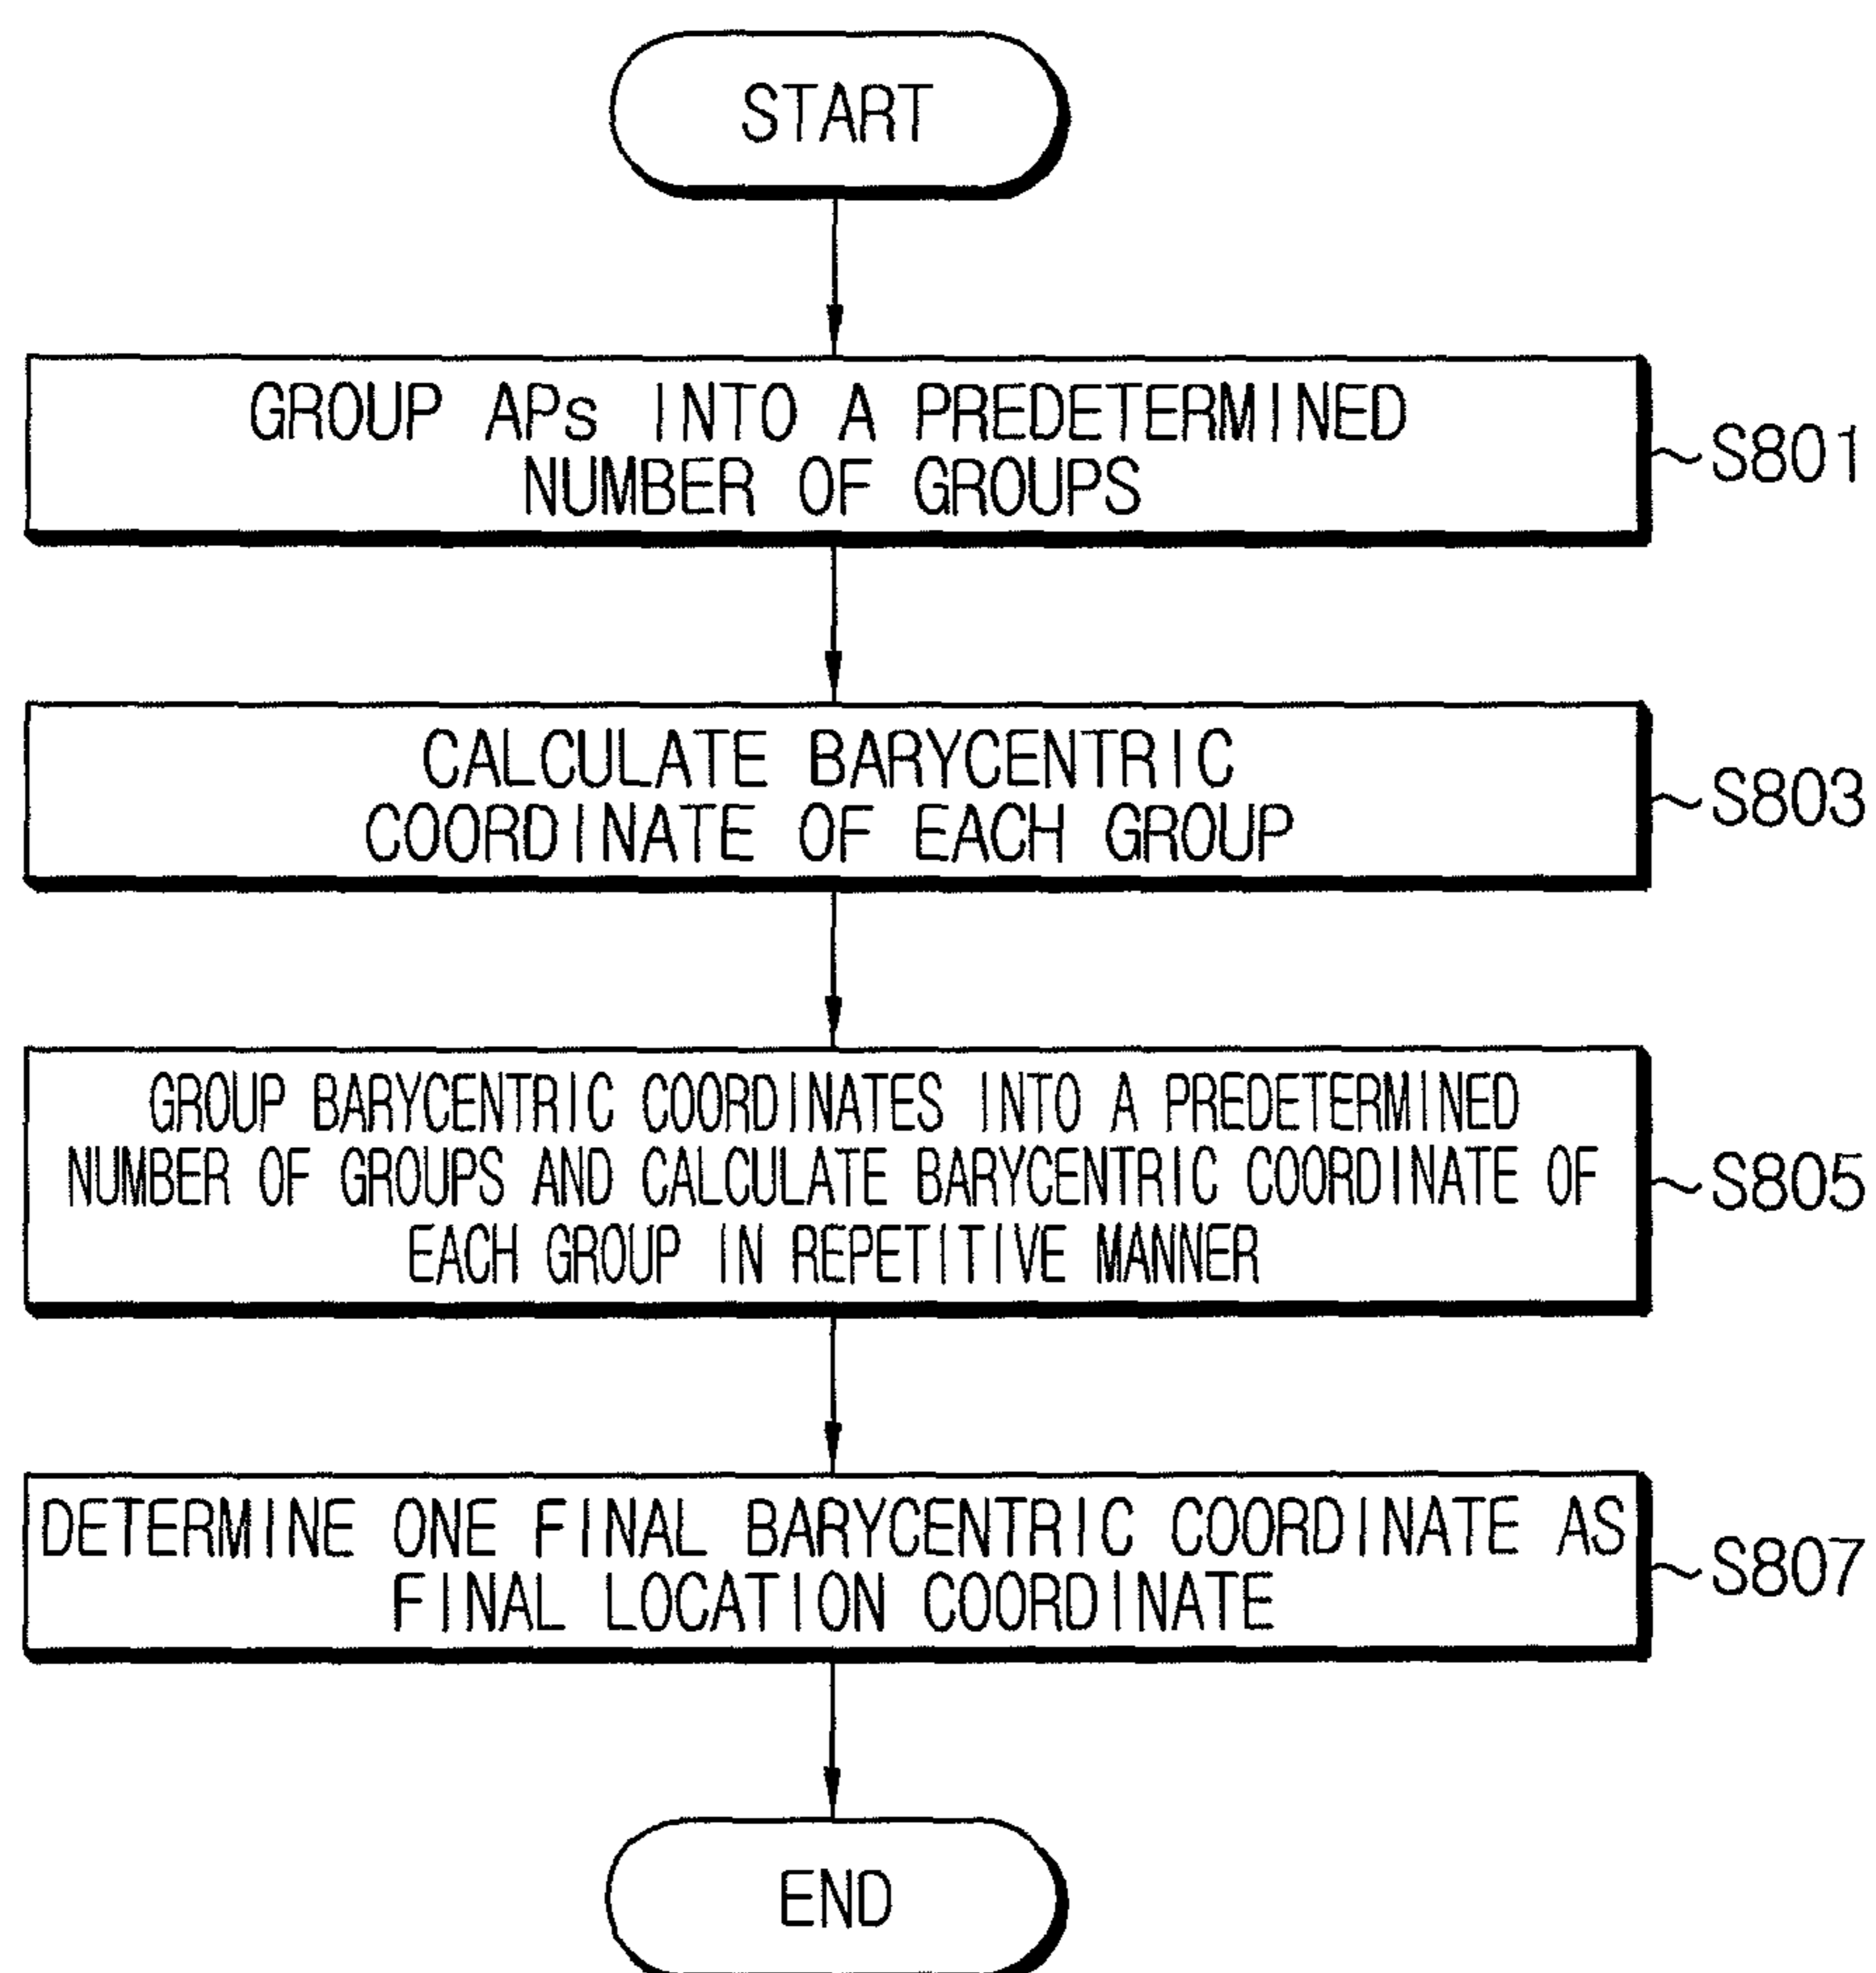 START
GROUP APs INTO A PREDETERMINED
NUMBER OF GROUPS
S801
CALCULATE BARYCENTRIC
COORDINATE OF EACH GROUP
S803
GROUP BARYCENTRIC COORDINATES INTO A PREDETERMINED
NUMBER OF GROUPS AND CALCULATE BARYCENTRIC COORDINATE OF
EACH GROUP IN REPETITIVE MANNER
S805
DETERMINE ONE FINAL BARYCENTRIC COORDINATE AS
FINAL LOCATION COORDINATE
S807
END